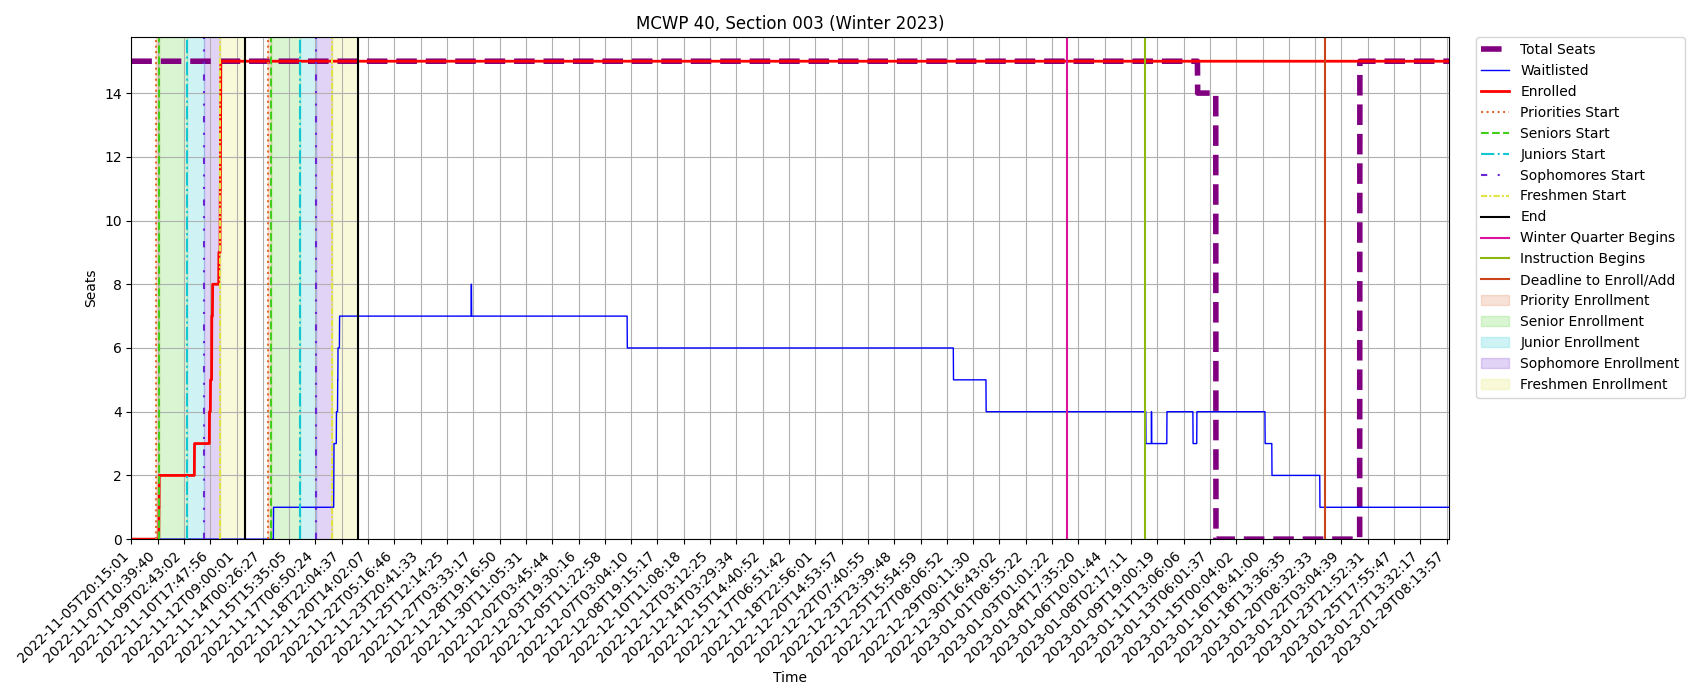 MCWP 40, Section 003 (Winter 2023)
Seats
14
12
10
8
6
4
2
0
2022-11-05T20:15:01
2022-11-07T10:39:40
2022-11-09T02:43:02
2022-11-10T17:47:56
2022-11-12T09:00:01
2022-11-14T00:26:27
2022-11-15T15:35:05
2022-11-17T06:50:24
2022-11-18T22:04:37
2022-11-20T14:02:07
2022-11-22T05:16:46
2022-11-23T20:41:33
2022-11-25T12:14:25
2022-11-27T03:33:17
2022-11-28T19:16:50
2022-11-30T11:05:31
2022-12-02T03:45:44
2022-12-03T19:30:16
2022-12-05T11:22:58
2022-12-07T03:04:10
2022-12-08T19:15:17
2022-12-10T11:08:18
2022-12-12T03:12:25
2022-12-14T03:29:34
2022-12-15T14:40:52
2022-12-17T06:51:42
2022-12-18T22:56:01
2022-12-20T14:53:57
2022-12-22T07:40:55
2022-12-23T23:39:48
2022-12-25T15:54:59
2022-12-27T08:06:52
2022-12-29T00:11:30
2022-12-30T16:43:02
2023-01-01T08:55:22
2023-01-03T01:01:22
2023-01-04T17:35:20
2023-01-06T10:01:44
2023-01-08T02:17:11
2023-01-09T19:00:19
2023-01-11T13:06:06
2023-01-13T06:01:37
2023-01-15T00:04:02
2023-01-16T18:41:00
2023-01-18T13:36:35
2023-01-20T08:32:33
2023-01-22T03:04:39
2023-01-23T21:52:31
2023-01-25T17:55:47
2023-01-27T13:32:17
2023-01-29T08:13:57
Time
Total Seats
Waitlisted
Enrolled
Priorities Start
Seniors Start
Juniors Start
Sophomores Start
Freshmen Start
End
Winter Quarter Begins
Instruction Begins
Deadline to Enroll/Add
Priority Enrollment
Senior Enrollment
Junior Enrollment
Sophomore Enrollment
Freshmen Enrollment